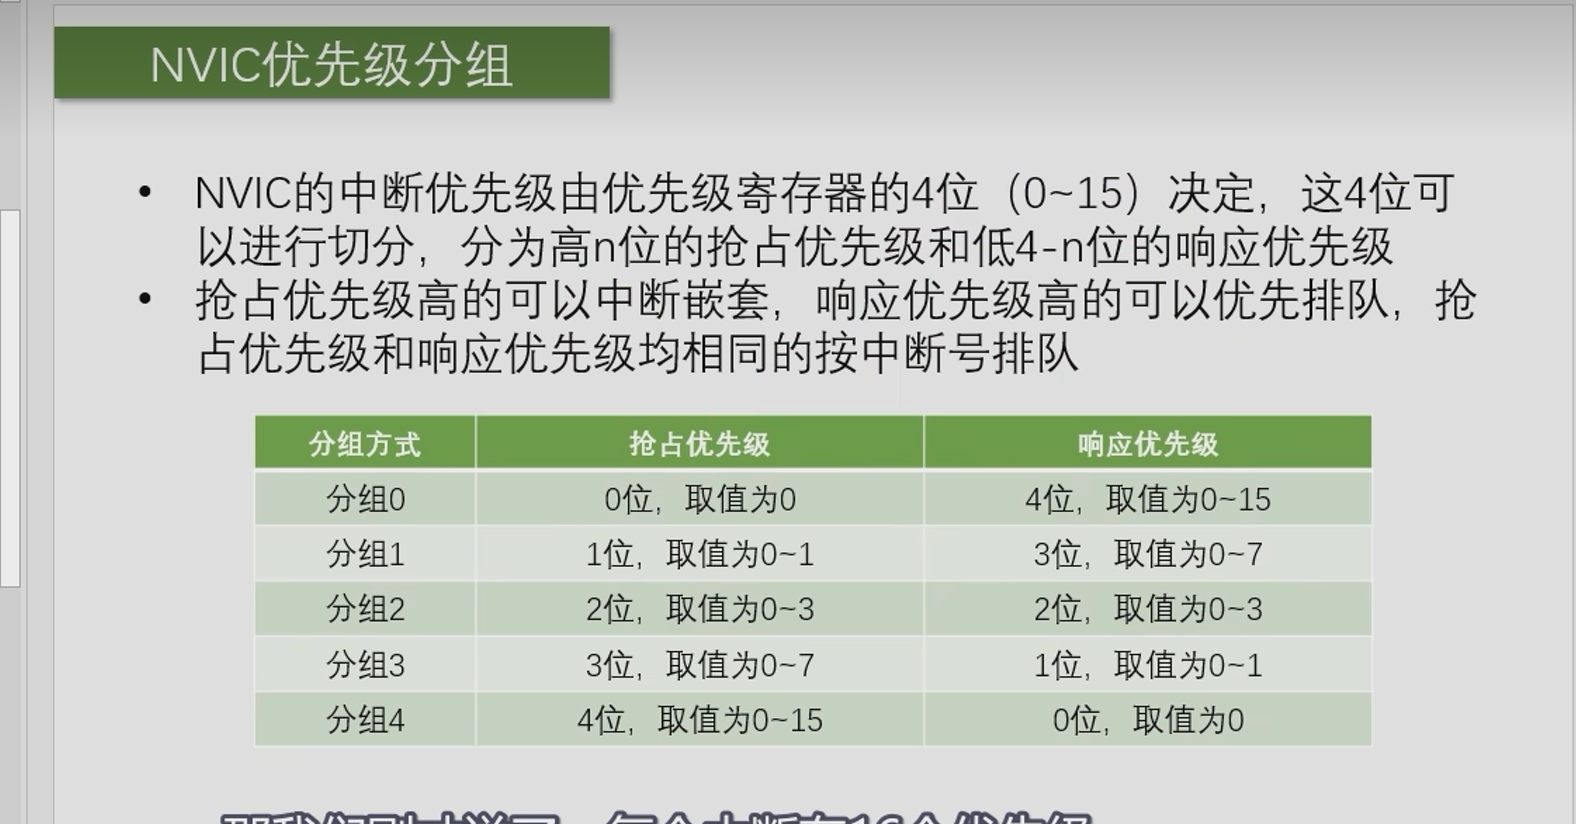 NVIC优先级分组
• NVIC的中断优先级由优先级寄存器的4位（0~15）决定，这4位可
以进行切分，分为高n位的抢占优先级和低4-n位的响应优先级
• 抢占优先级高的可以中断嵌套，响应优先级高的可以优先排队，抢
占优先级和响应优先级均相同的按中断号排队
分组方式 抢占优先级 响应优先级
分组0 0位，取值为0 4位，取值为0~15
分组1 1位，取值为0~1 3位，取值为0~7
分组2 2位，取值为0~3 2位，取值为0~3
分组3 3位，取值为0~7 1位，取值为0~1
分组4 4位，取值为0~15 0位，取值为0